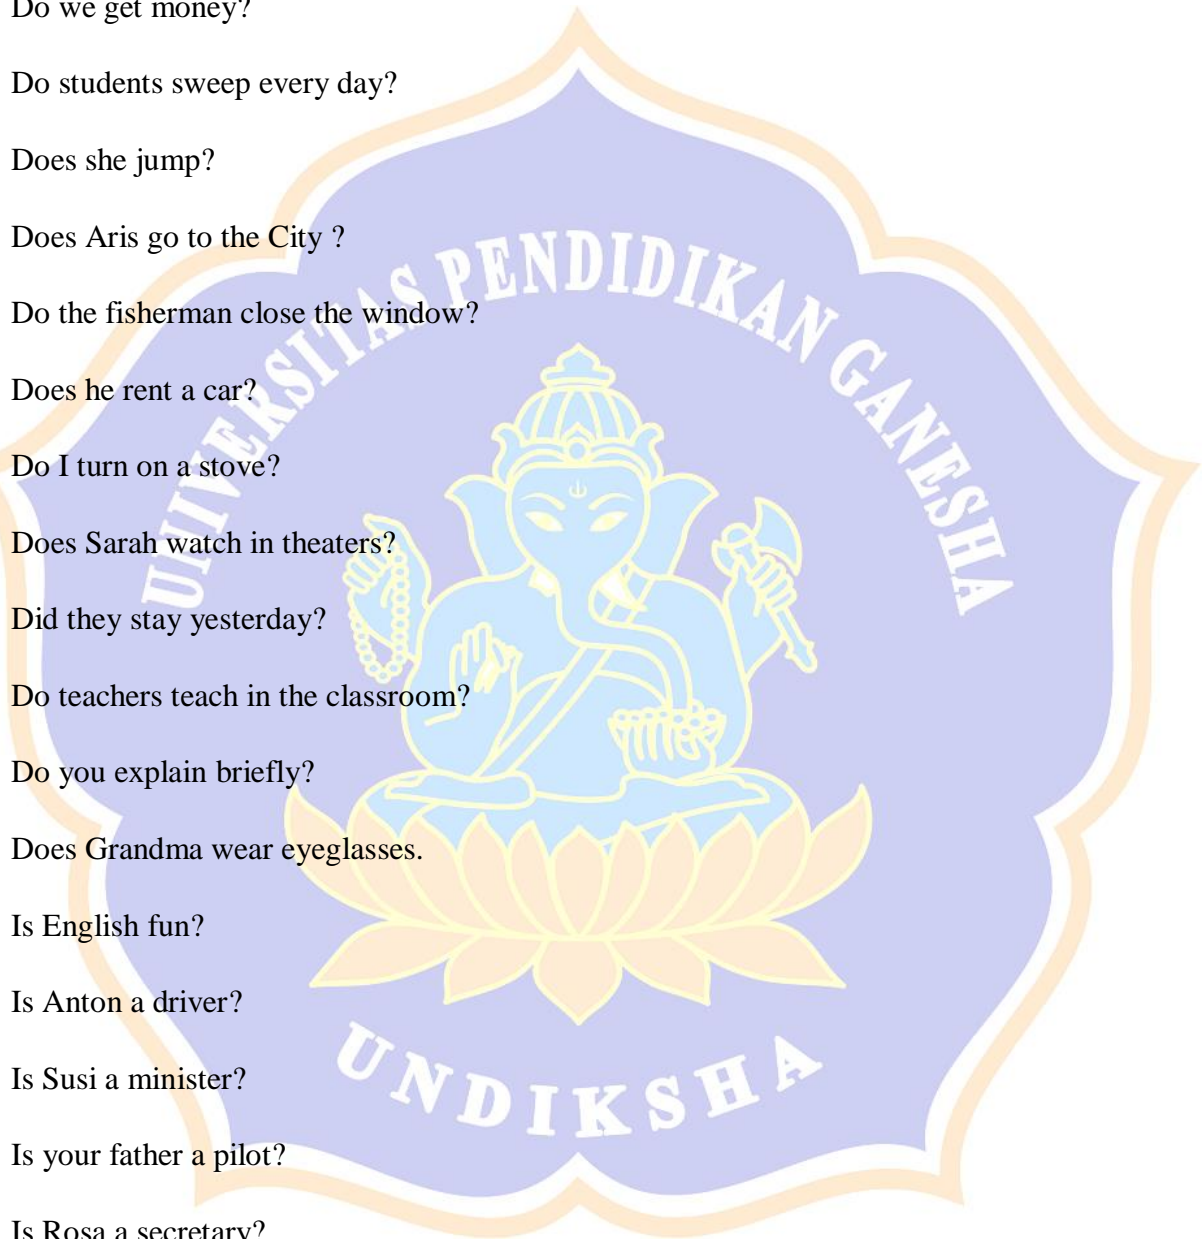 Do we get money?
Do students sweep every day?
Does she jump?
Does Aris go to the City ?
Do the fisherman close the window?
Does he rent a car?
Do I turn on a stove?
Does Sarah watch in theaters?
Did they stay yesterday?
Do teachers teach in the classroom?
Do you explain briefly?
Does Grandma wear eyeglasses.
Is English fun?
Is Anton a driver?
Is Susi a minister?
Is your father a pilot?
Is Rosa a secretary?
UNIVERSITAS PENDIDIKAN GANESHA
UNDIKSHA